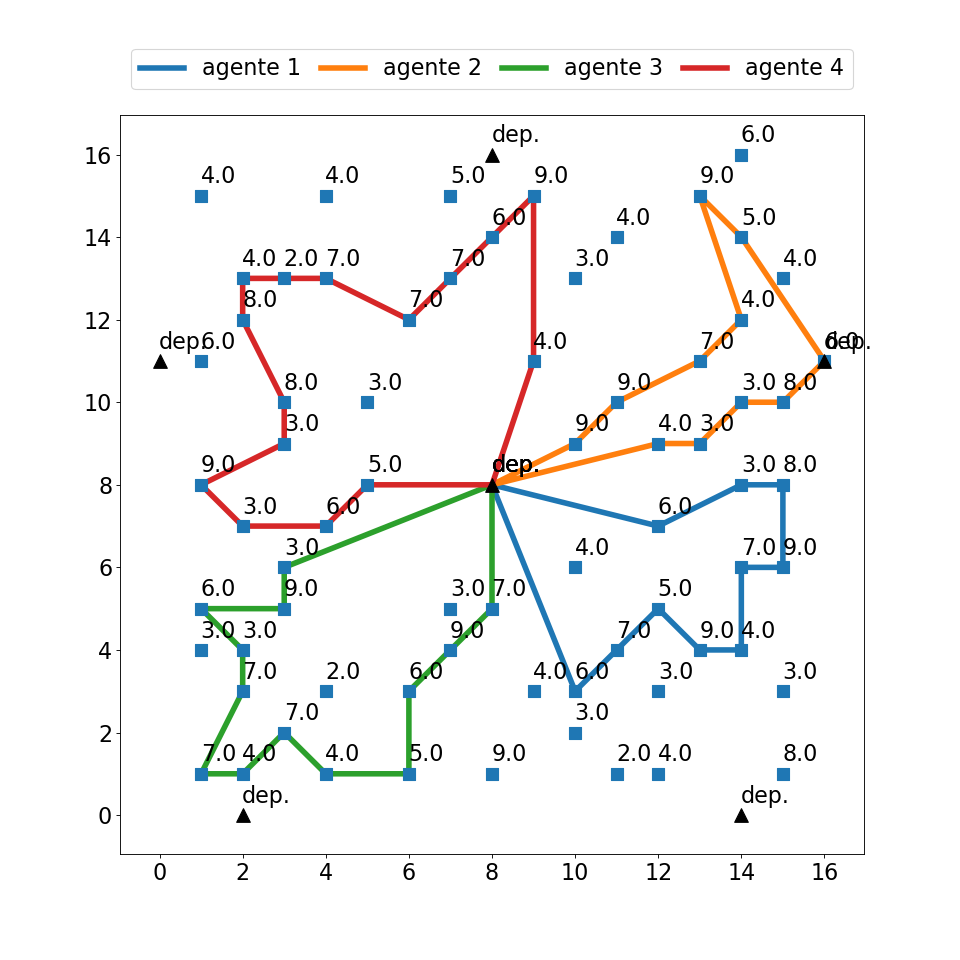 agente 1 agente 2 agente 3 agente 4
dep. 6.0
16
4.0 4.0 5.0 9.0 9.0
6.0 4.0 5.0
14
4.0 2.0 7.0 7.0 3.0 4.0
8.0 7.0 4.0
12
dep. 6.0 4.0 7.0 6.0 dep.
8.0 3.0 9.0 3.0 8.0
10
3.0 9.0 4.0 3.0
9.0 5.0 dep. 3.0 8.0
8
3.0 6.0 6.0
3.0 4.0 7.0 9.0
6
6.0 9.0 3.0 7.0 5.0
3.0 3.0 9.0 7.0 9.0 4.0
4
7.0 2.0 6.0 4.0 6.0 3.0 3.0
7.0 3.0
2
7.0 4.0 4.0 5.0 9.0 2.0 4.0 8.0
dep. dep.
0
0 2 4 6 8 10 12 14 16